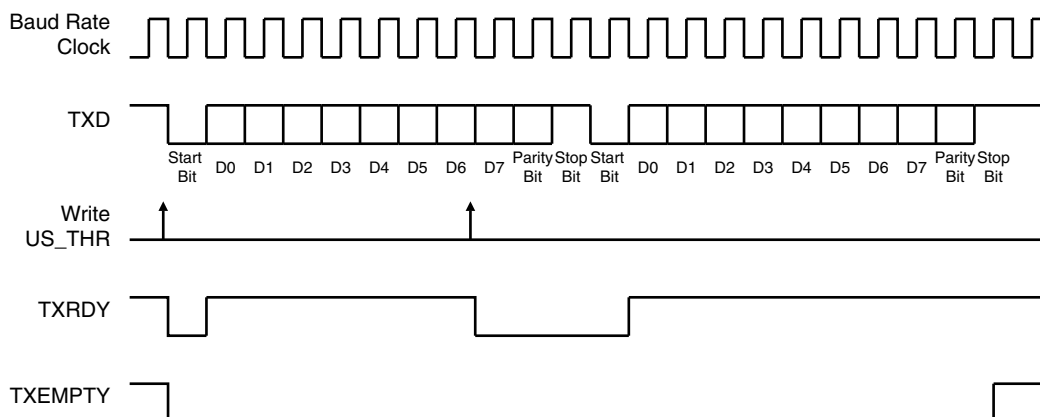 Baud Rate
Clock
TXD
Start
Bit
D0
D1
D2
D3
D4
D5
D6
D7
Parity
Bit
Stop
Bit
Start
Bit
D0
D1
D2
D3
D4
D5
D6
D7
Parity
Bit
Stop
Bit
Write
US_THR
TXRDY
TXEMPTY